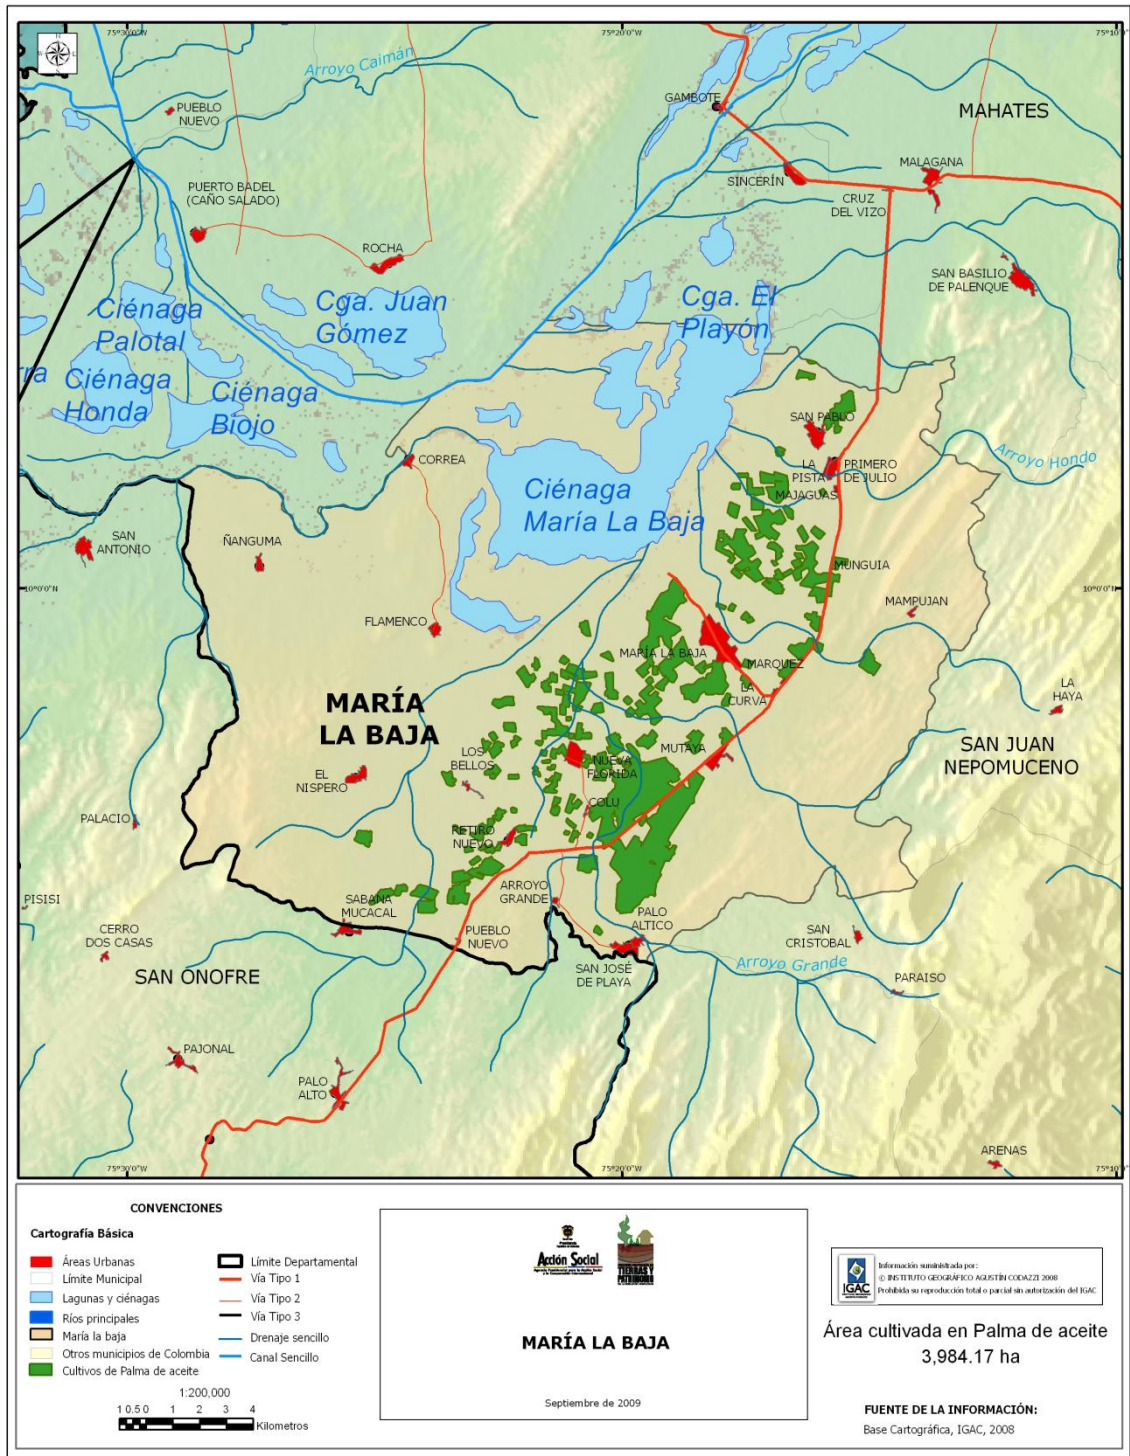 75°30'0"W
75°20'0"W
75°10'0"W
Arroyo Caimán
PUEBLO
NUEVO
GAMBOTE
MAHATES
MALAGANA
SINCERÍN
CRUZ
DEL VIZO
PUERTO BADEL
(CAÑO SALADO)
ROCHA
SAN BASILIO
DE PALENQUE
Ciénaga
Palotal
Cga. Juan
Gómez
Cga. El
Playón
rra
Ciénaga
Honda
Ciénaga
Biojo
SAN PABLO
CORREA
LA
PISTA
PRIMERO
DE JULIO
Arroyo Hondo
MAJAGUAS
Ciénaga
María La Baja
SAN
ANTONIO
ÑANGUMA
MUNGUIA
10°0'0"N
10°0'0"N
MAMPUJAN
FLAMENCO
MARÍA LA BAJA
MARQUEZ
LA
CURVA
LA
HAYA
MARÍA
LA BAJA
SAN JUAN
NEPOMUCENO
LOS
BELLOS
MUTAYA
NUEVA
FLORIDA
EL
NISPERO
COLU
PALACIO
RETIRO
NUEVO
PISISI
SABANA
MUCACAL
ARROYO
GRANDE
PALO
ALTICO
CERRO
DOS CASAS
PUEBLO
NUEVO
SAN
CRISTOBAL
SAN ONOFRE
SAN JOSÉ
DE PLAYA
Arroyo Grande
PARAISO
PAJONAL
PALO
ALTO
ARENAS
75°30'0"W
75°20'0"W
75°10'0"W
CONVENCIONES
Cartografía Básica
Áreas Urbanas
Límite Municipal
Lagunas y ciénagas
Ríos principales
María la baja
Otros municipios de Colombia
Cultivos de Palma de aceite
Límite Departamental
Vía Tipo 1
Vía Tipo 2
Vía Tipo 3
Drenaje sencillo
Canal Sencillo
1:200,000
1 0.5 0 1 2 3 4
Kilometros
Acción Social
TIERRAS Y
PATRIMONIO
MARÍA LA BAJA
Septiembre de 2009
IGAC
Información suministrada por:
© INSTITUTO GEOGRÁFICO AGUSTÍN CODAZZI 2008
Prohibida su reproducción total o parcial sin autorización del IGAC
Área cultivada en Palma de aceite
3,984.17 ha
FUENTE DE LA INFORMACIÓN:
Base Cartográfica, IGAC, 2008